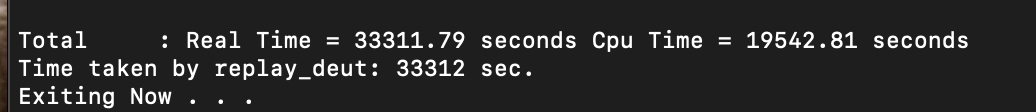 Total     : Real Time = 33311.79 seconds Cpu Time = 19542.81 seconds
Time taken by replay_deut: 33312 sec.
Exiting Now . . .